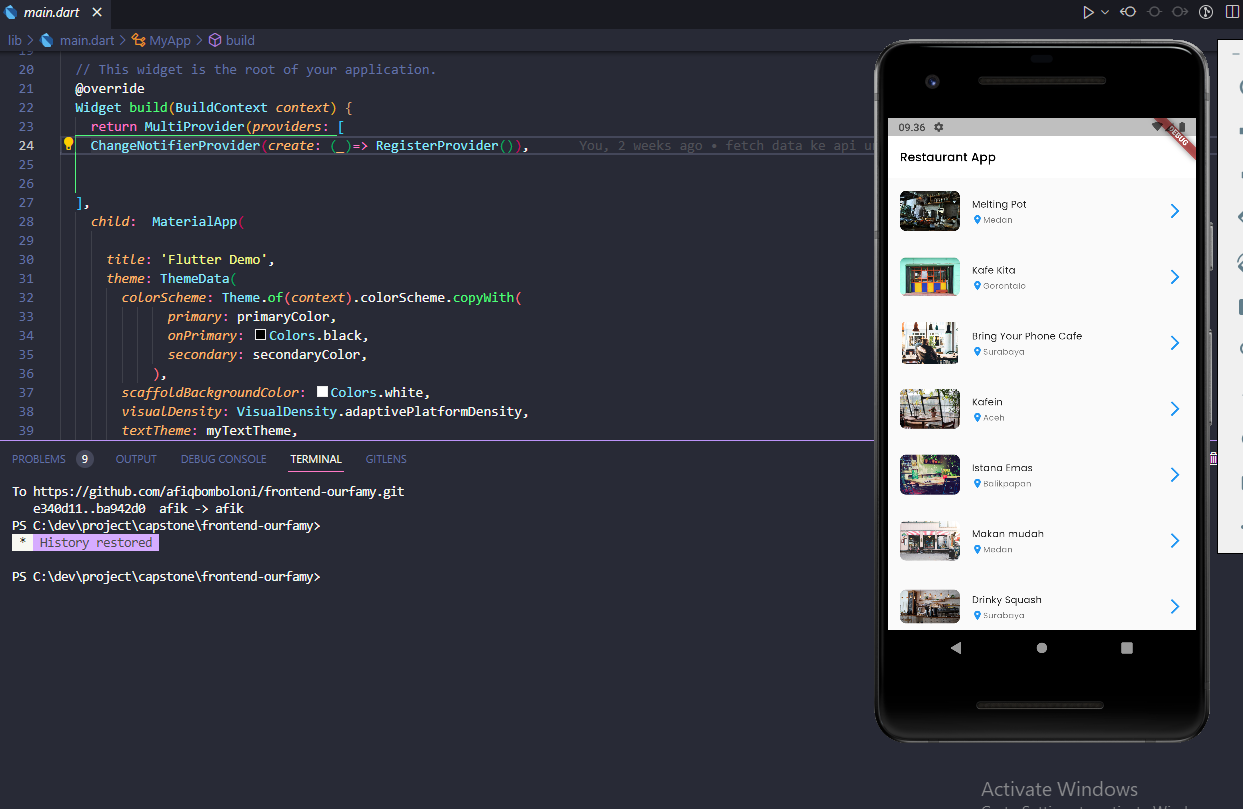 main.dart
lib > main.dart > MyApp > build
19
20 // This widget is the root of your application.
21 @override
22 Widget build(BuildContext context) {
23 return MultiProvider(providers: [
24 ChangeNotifierProvider(create: (_)=> RegisterProvider()), You, 2 weeks ago • fetch data ke api
25
26
27 ],
28 child: MaterialApp(
29
30 title: 'Flutter Demo',
31 theme: ThemeData(
32 colorScheme: Theme.of(context).colorScheme.copyWith(
33 primary: primaryColor,
34 onPrimary: Colors.black,
35 secondary: secondaryColor,
36 ),
37 scaffoldBackgroundColor: Colors.white,
38 visualDensity: VisualDensity.adaptivePlatformDensity,
39 textTheme: myTextTheme,
PROBLEMS 9 OUTPUT DEBUG CONSOLE TERMINAL GITLENS
To https://github.com/afiqbomboloni/frontend-ourfamy.git
e340d11..ba942d0 afik -> afik
PS C:\dev\project\capstone\frontend-ourfamy>
* History restored
PS C:\dev\project\capstone\frontend-ourfamy>
09.36
DEBUG
Restaurant App
Melting Pot
Medan
Kafe Kita
Gorontalo
Bring Your Phone Cafe
Surabaya
Kafein
Aceh
Istana Emas
Balikpapan
Makan mudah
Medan
Drinky Squash
Surabaya
Activate Windows